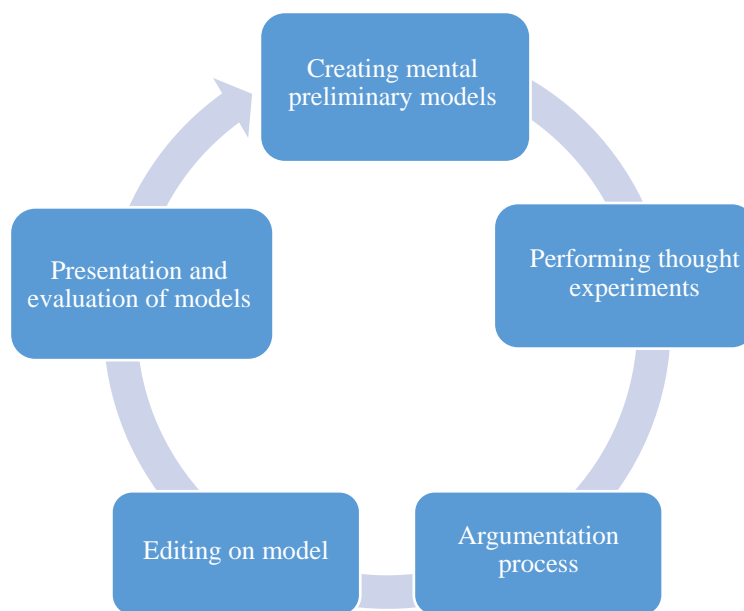 Creating mental
preliminary models
Performing thought
experiments
Argumentation
process
Editing on model
Presentation and
evaluation of models